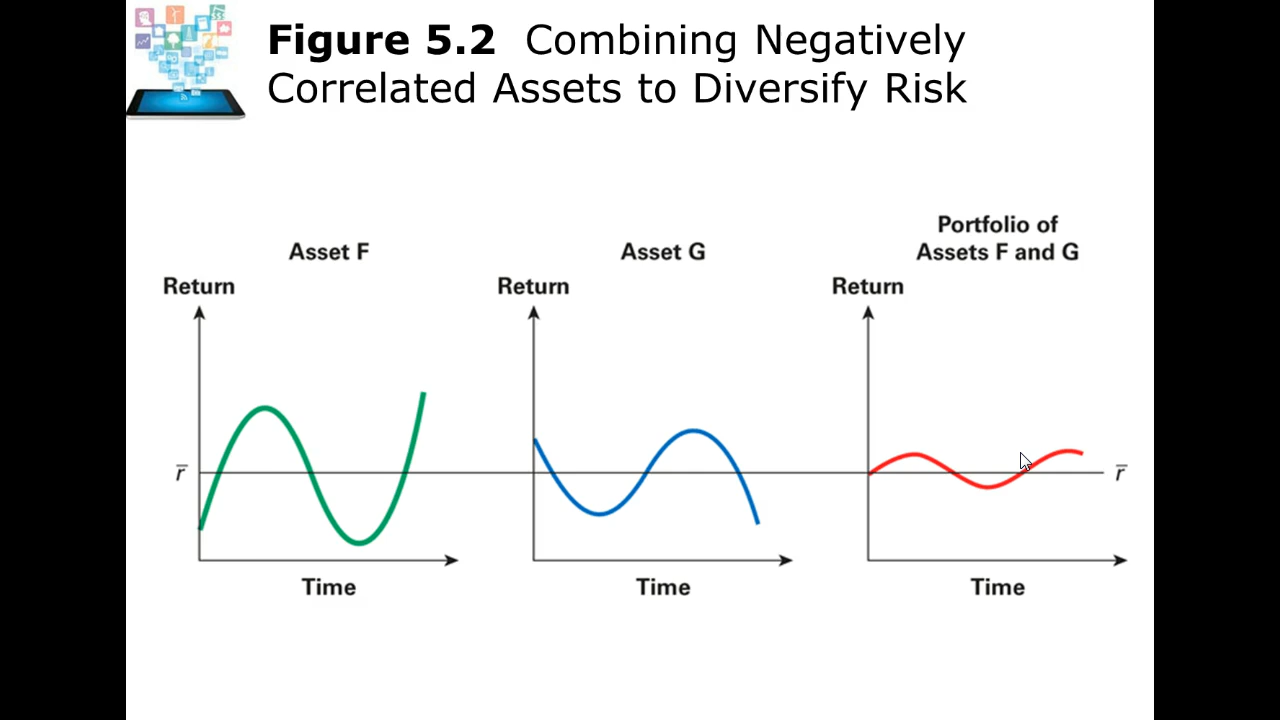 Figure 5.2 Combining Negatively
Correlated Assets to Diversify Risk
Asset F
Asset G
Portfolio of
Assets F and G
Return
Return
Return
r̄
r̄
Time
Time
Time